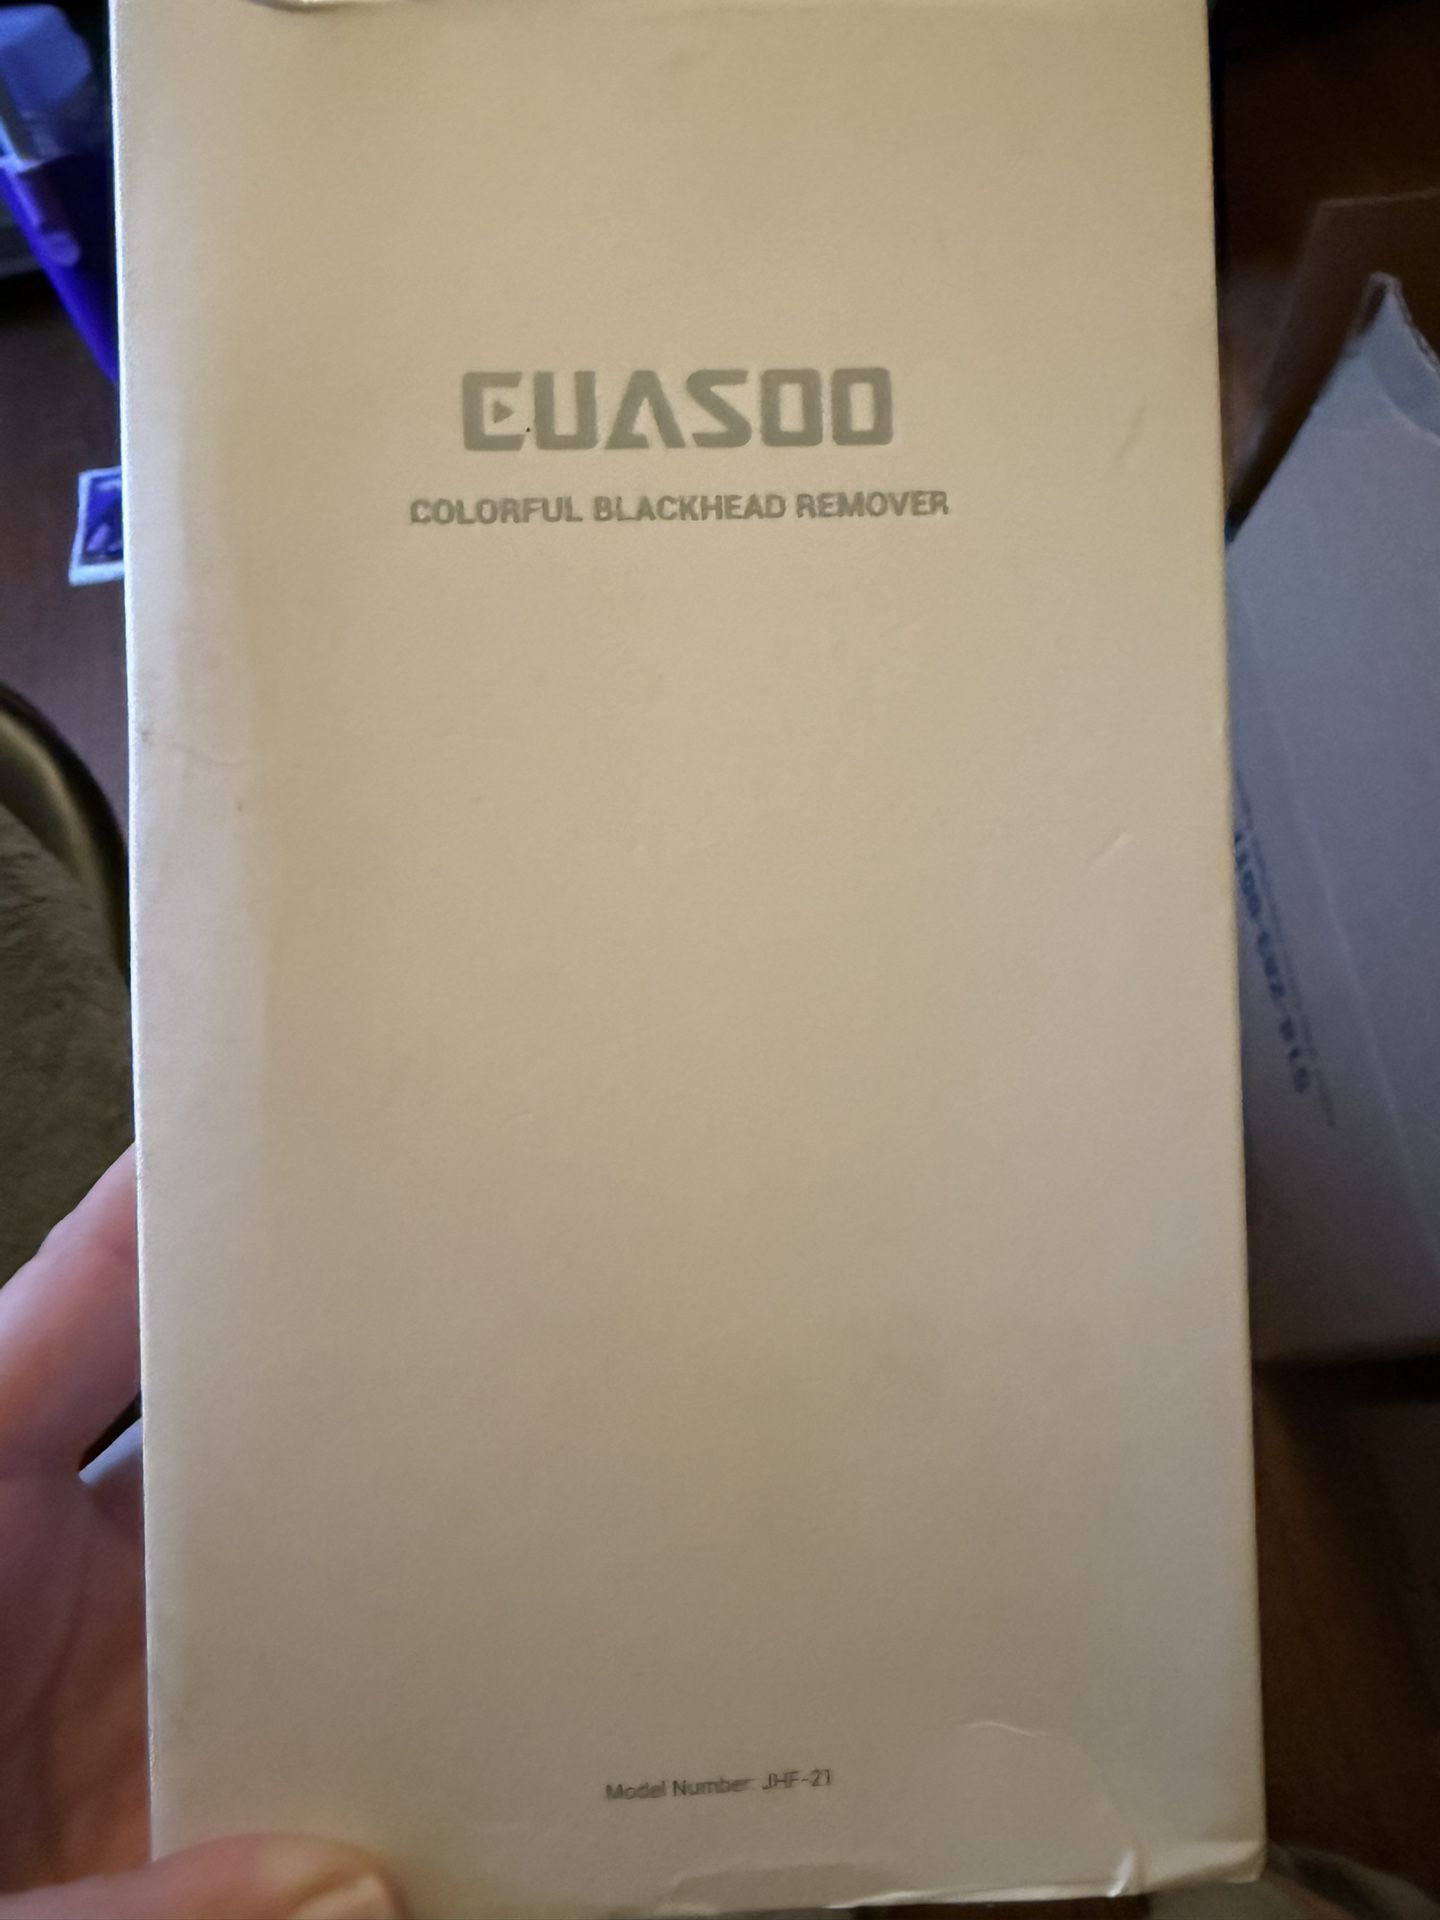 EUASOO
COLORFUL BLACKHEAD REMOVER
Model Number: JHF-21